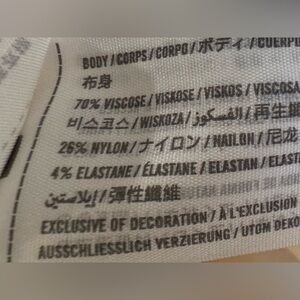 BODY / CORPS / CORPO / ボディ / CUERPO
布身
70% VISCOSE / VISKOSE / VISKOS / VISCOSA
비스코스 / WISKOZA / الفسكوز / 再生纖
26% NYLON / ナイロン / НАЙЛОН / 尼龙
4% ELASTANE / ÉLASTANE / ELASTAN / ELAST
إيلاستين / 彈性纖維
EXCLUSIVE OF DECORATION / À L'EXCLUSION
AUSSCHLIESSLICH VERZIERUNG / UTOM DEKO